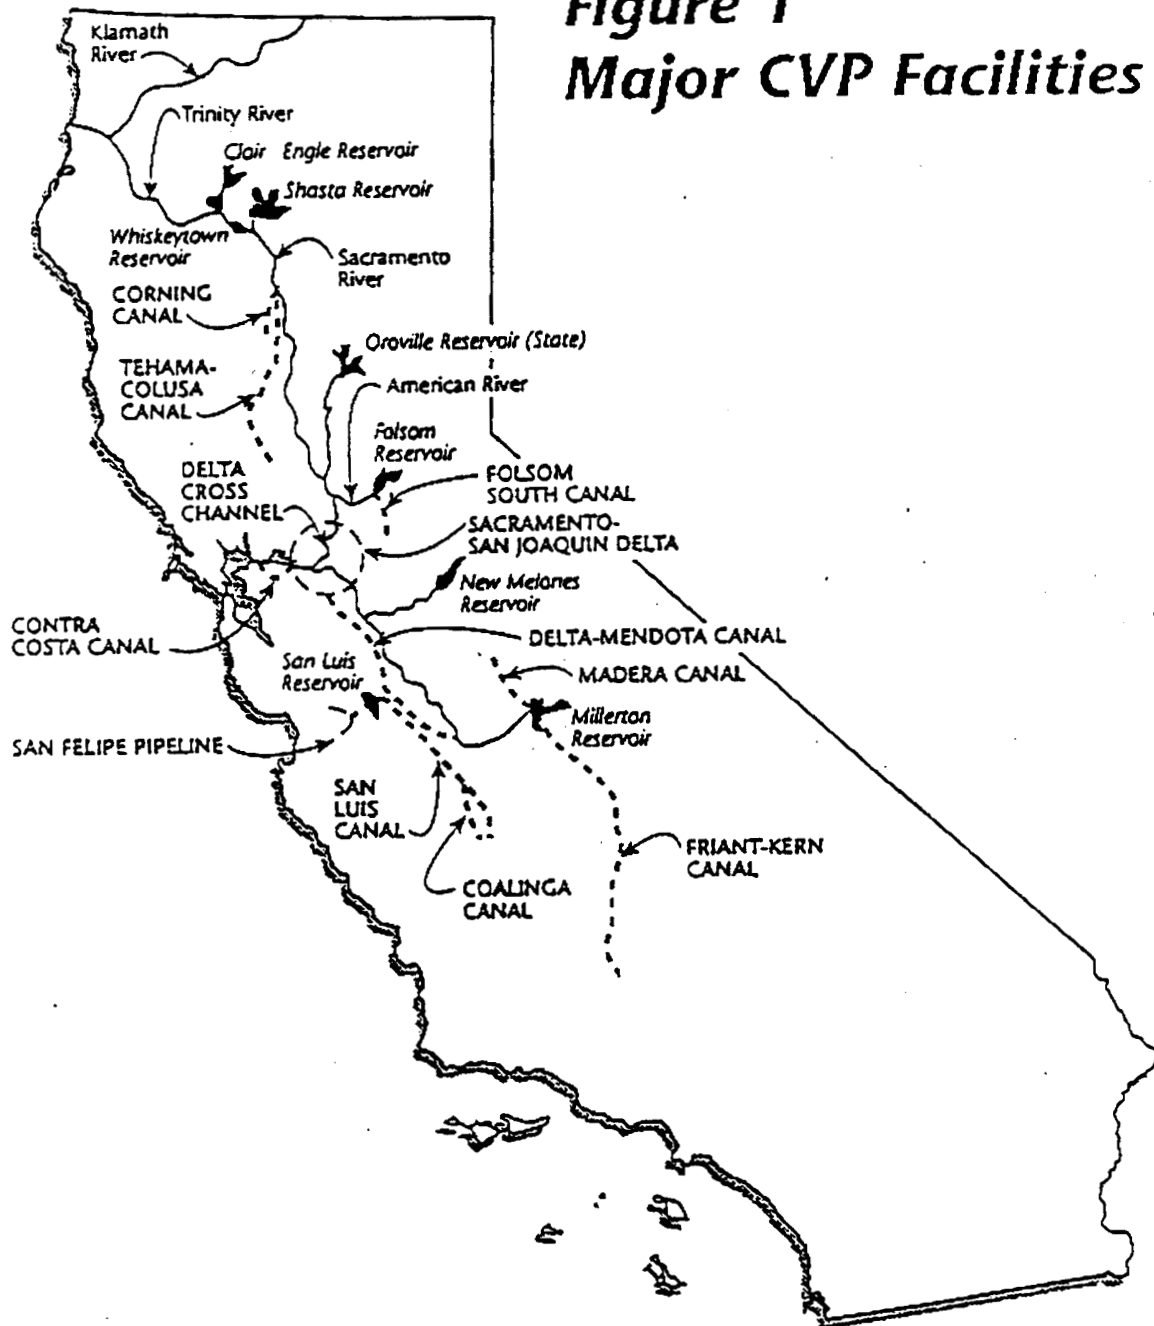 Figure 1
Major CVP Facilities
Klamath
River
Trinity River
Clair Engle Reservoir
Shasta Reservoir
Whiskeytown
Reservoir
Sacramento
River
CORNING
CANAL
Oroville Reservoir (State)
TEHAMA-
COLUSA
CANAL
American River
Folsom
Reservoir
DELTA
CROSS
CHANNEL
FOLSOM
SOUTH CANAL
SACRAMENTO-
SAN JOAQUIN DELTA
New Melones
Reservoir
CONTRA
COSTA CANAL
DELTA-MENDOTA CANAL
San Luis
Reservoir
MADERA CANAL
Millerton
Reservoir
SAN FELIPE PIPELINE
SAN
LUIS
CANAL
FRIANT-KERN
CANAL
COALINGA
CANAL